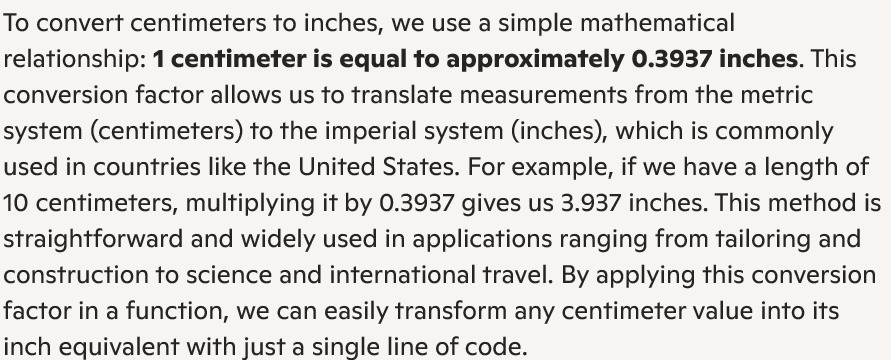 To convert centimeters to inches, we use a simple mathematical
relationship: 1 centimeter is equal to approximately 0.3937 inches. This
conversion factor allows us to translate measurements from the metric
system (centimeters) to the imperial system (inches), which is commonly
used in countries like the United States. For example, if we have a length of
10 centimeters, multiplying it by 0.3937 gives us 3.937 inches. This method is
straightforward and widely used in applications ranging from tailoring and
construction to science and international travel. By applying this conversion
factor in a function, we can easily transform any centimeter value into its
inch equivalent with just a single line of code.